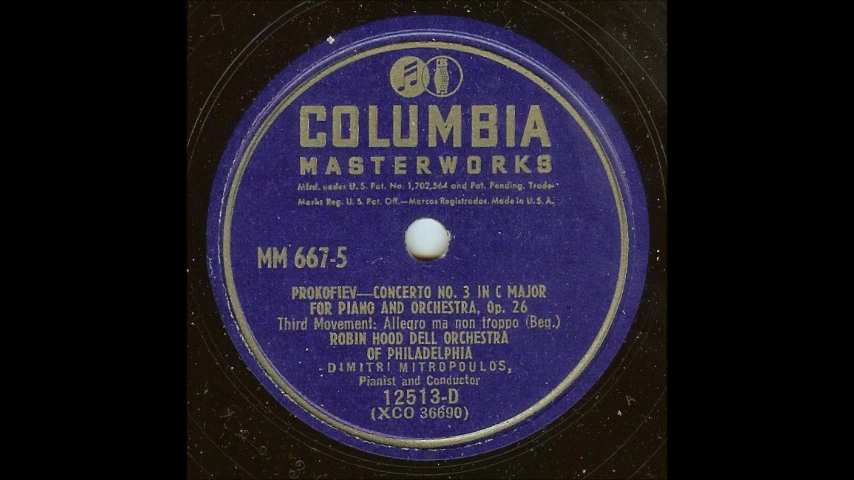 COLUMBIA
MASTERWORKS
Mfrd. under U. S. Pat. No. 1,702,564 and Pat. Pending. Trade-
Marks Reg. U. S. Pat. Off.—Marcas Registradas. Made in U. S. A.
MM 667-5
PROKOFIEV—CONCERTO NO. 3 IN C MAJOR
FOR PIANO AND ORCHESTRA, Op. 26
Third Movement: Allegro ma non troppo (Beg.)
ROBIN HOOD DELL ORCHESTRA
OF PHILADELPHIA
DIMITRI MITROPOULOS,
Pianist and Conductor
12513-D
(XCO 36690)